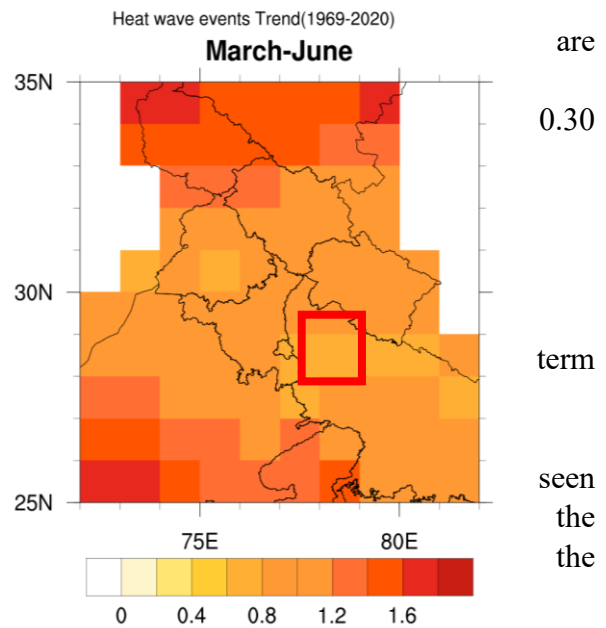 Heat wave events Trend(1969-2020)
are
March-June
35N
0.30
30N
term
seen
25N
the
75E 80E
the
0 0.4 0.8 1.2 1.6